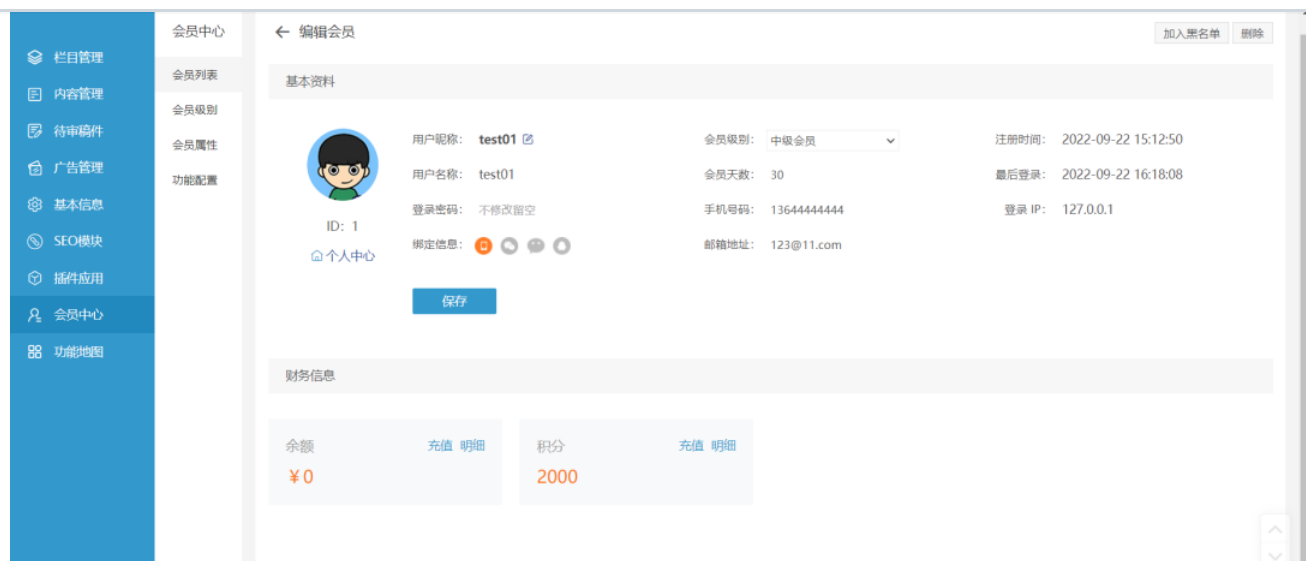 栏目管理
内容管理
待审稿件
广告管理
基本信息
SEO模块
插件应用
会员中心
功能地图
会员中心
会员列表
会员级别
会员属性
功能配置
← 编辑会员
加入黑名单 删除
基本资料
ID: 1
个人中心
用户昵称: test01
用户名称: test01
登录密码: 不修改留空
绑定信息:
会员级别: 中级会员
会员天数: 30
手机号码: 13644444444
邮箱地址: 123@11.com
注册时间: 2022-09-22 15:12:50
最后登录: 2022-09-22 16:18:08
登录 IP: 127.0.0.1
保存
财务信息
余额 充值 明细
¥0
积分 充值 明细
2000